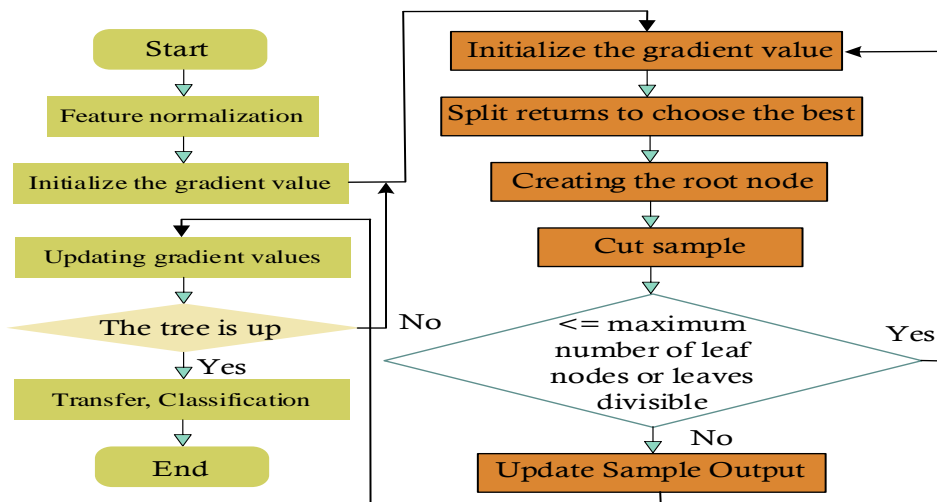 Start
Feature normalization
Initialize the gradient value
Updating gradient values
The tree is up
No
Yes
Transfer, Classification
End
Initialize the gradient value
Split returns to choose the best
Creating the root node
Cut sample
<= maximum
number of leaf
nodes or leaves
divisible
Yes
No
Update Sample Output